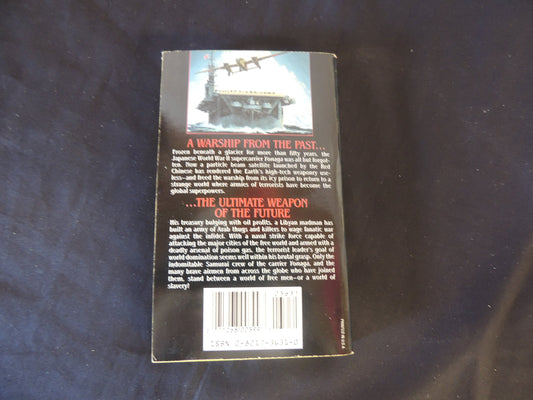 A WARSHIP FROM THE PAST...
Frozen beneath a glacier for more than fifty years, the
Japanese World War II supercarrier Yonaga was all but forgot-
ten. Now a particle beam satellite launched by the Red
Chinese has rendered the Earth's high-tech weaponry use-
less—and freed the warship from its icy prison to return to a
strange world where armies of terrorists have become the
global superpowers.
...THE ULTIMATE WEAPON
OF THE FUTURE
His treasury bulging with oil profits, a Libyan madman has
built an army of Arab thugs and killers to wage fanatic war
against the infidel. With a naval strike force capable of
attacking the major cities of the free world and armed with a
deadly arsenal of poison gas, the terrorist leader's goal of
world domination seems well within his brutal grasp. Only the
indomitable Samurai crew of the carrier Yonaga, and the
many brave airmen from across the globe who have joined
them, stand between a world of free men—or a world of
slavery!
ISBN 0-8217-3631-0
PRINTED IN U.S.A.